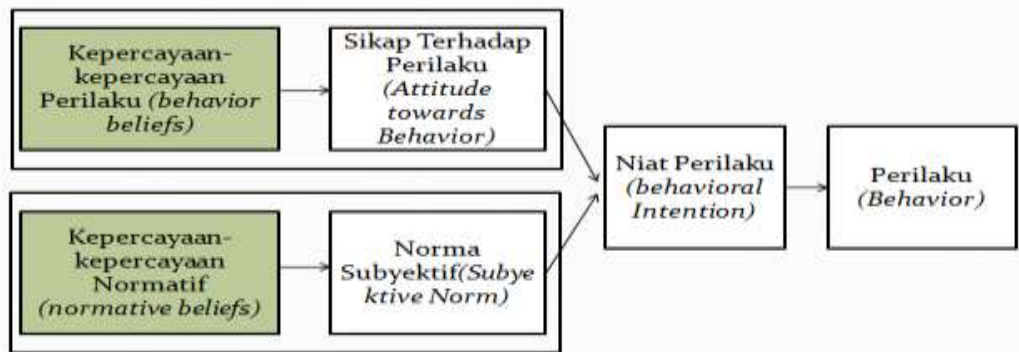 Kepercayaan-
kepercayaan
Perilaku (behavior
beliefs)
Sikap Terhadap
Perilaku
(Attitude
towards
Behavior)
Kepercayaan-
kepercayaan
Normatif
(normative beliefs)
Norma
Subyektif(Subye
ktive Norm)
Niat Perilaku
(behavioral
Intention)
Perilaku
(Behavior)